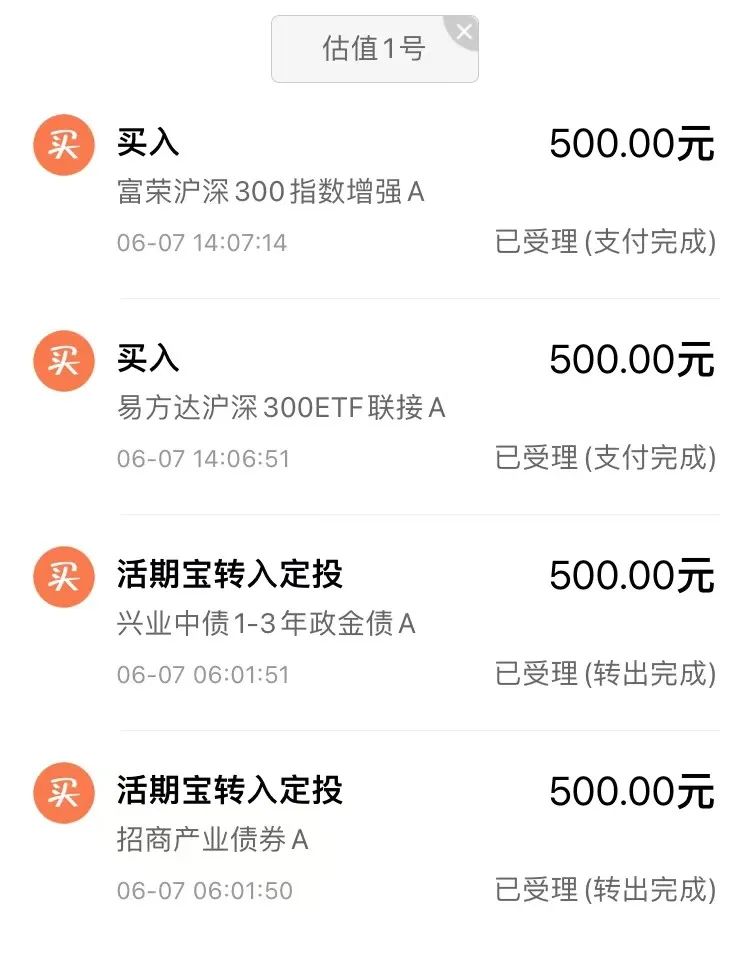 估值1号
买 买入 500.00元
富荣沪深300指数增强A
06-07 14:07:14 已受理(支付完成)
买 买入 500.00元
易方达沪深300ETF联接A
06-07 14:06:51 已受理(支付完成)
买 活期宝转入定投 500.00元
兴业中债1-3年政金债A
06-07 06:01:51 已受理(转出完成)
买 活期宝转入定投 500.00元
招商产业债券A
06-07 06:01:50 已受理(转出完成)